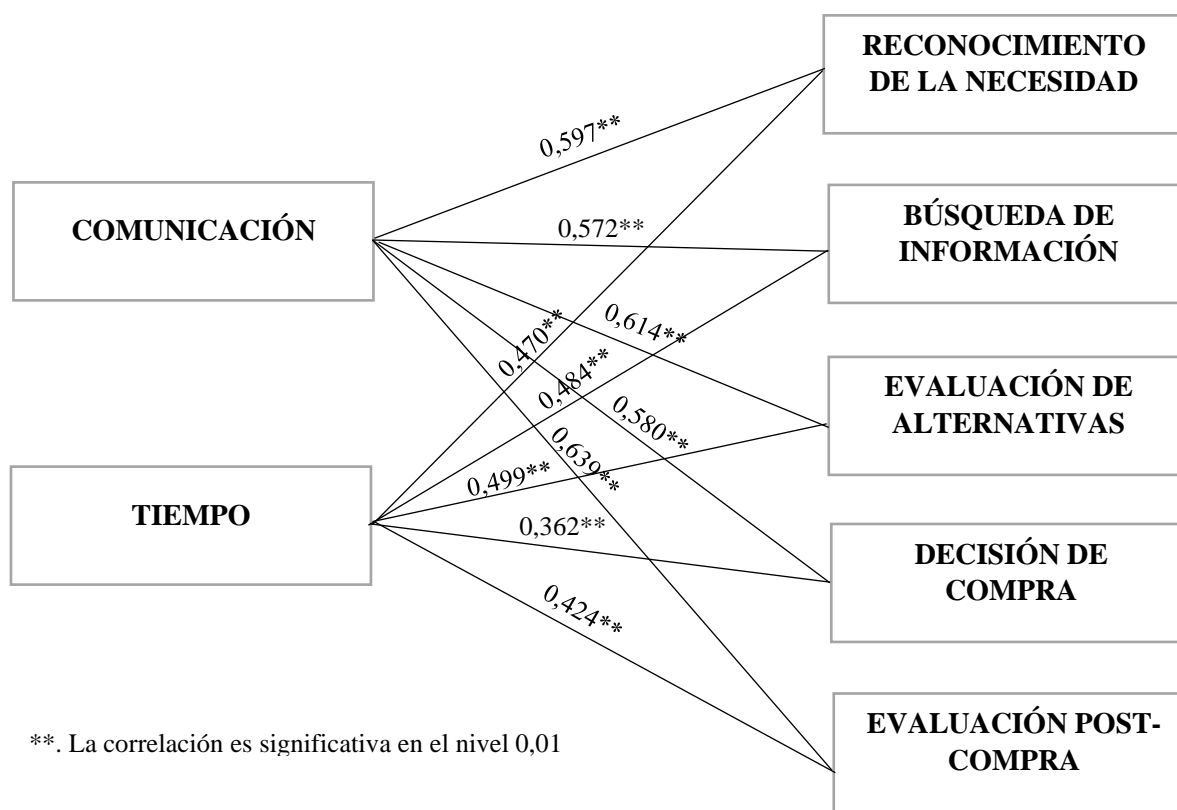 RECONOCIMIENTO
DE LA NECESIDAD
0,597**
COMUNICACIÓN
0,572**
BÚSQUEDA DE
INFORMACIÓN
0,614**
0,470**
0,484**
EVALUACIÓN DE
ALTERNATIVAS
0,580**
0,639**
0,499**
TIEMPO
0,362**
DECISIÓN DE
COMPRA
0,424**
EVALUACIÓN POST-
COMPRA
**. La correlación es significativa en el nivel 0,01